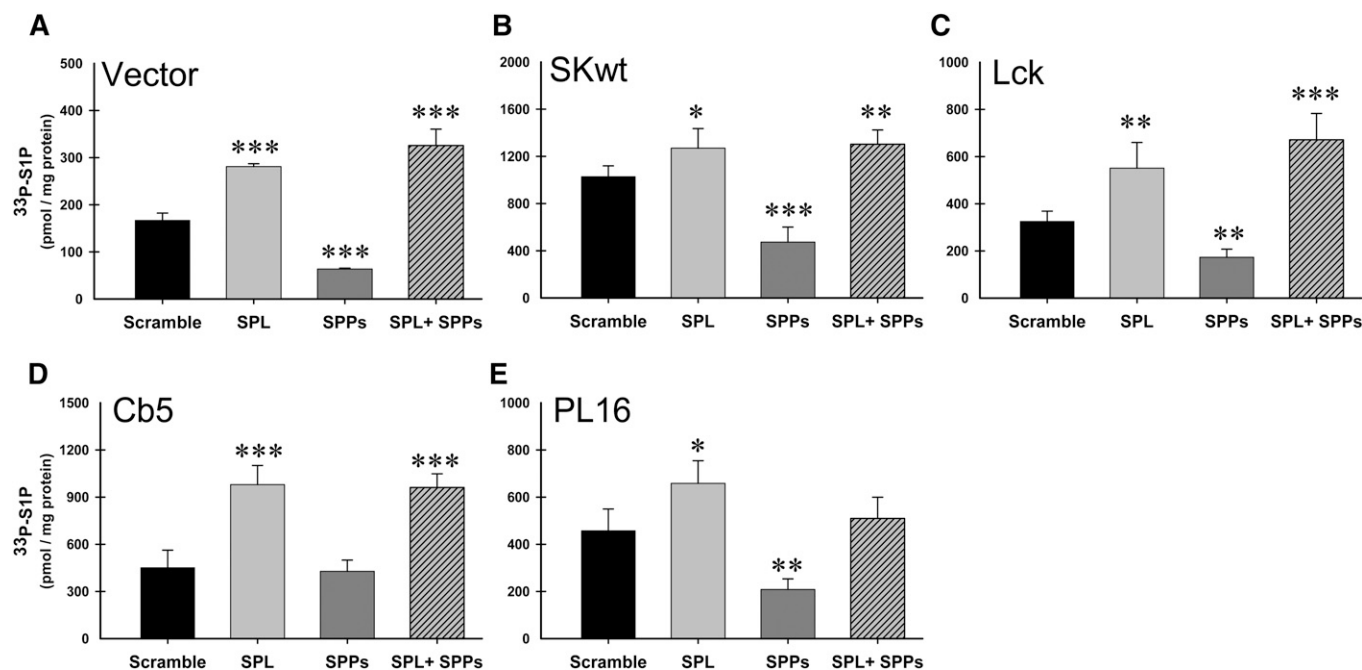 A
Vector
³³P-S1P
(pmol / mg protein)
500
400
300
200
100
0
***
***
***
Scramble SPL SPPs SPL+ SPPs
B
SKwt
2000
1600
1200
800
400
0
*
***
**
Scramble SPL SPPs SPL+ SPPs
C
Lck
1000
800
600
400
200
0
**
**
***
Scramble SPL SPPs SPL+ SPPs
D
Cb5
³³P-S1P
(pmol / mg protein)
1500
1200
900
600
300
0
***
***
Scramble SPL SPPs SPL+ SPPs
E
PL16
1000
800
600
400
200
0
*
**
Scramble SPL SPPs SPL+ SPPs